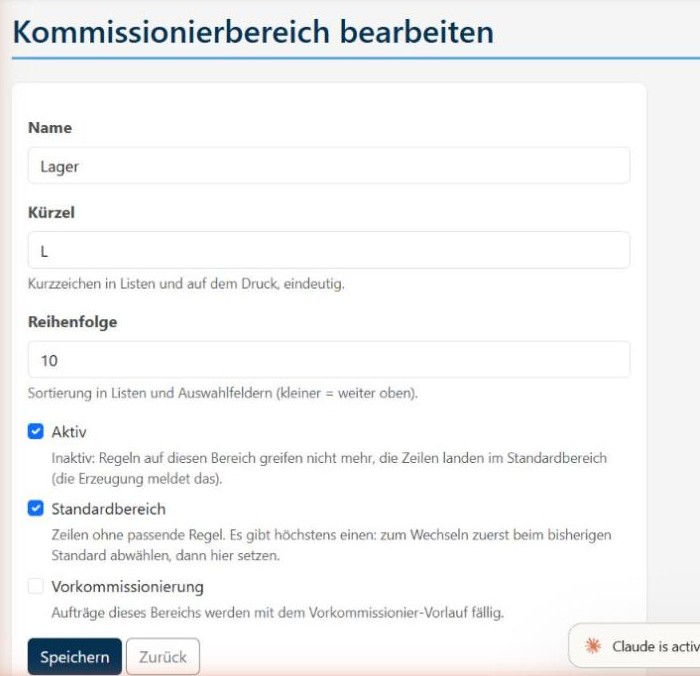 Kommissionierbereich bearbeiten
Name
Lager
Kürzel
L
Kurzzeichen in Listen und auf dem Druck, eindeutig.
Reihenfolge
10
Sortierung in Listen und Auswahlfeldern (kleiner = weiter oben).
Aktiv
Inaktiv: Regeln auf diesen Bereich greifen nicht mehr, die Zeilen landen im Standardbereich
(die Erzeugung meldet das).
Standardbereich
Zeilen ohne passende Regel. Es gibt höchstens einen: zum Wechseln zuerst beim bisherigen
Standard abwählen, dann hier setzen.
Vorkommissionierung
Aufträge dieses Bereichs werden mit dem Vorkommissionier-Vorlauf fällig.
Speichern Zurück
Claude is activ